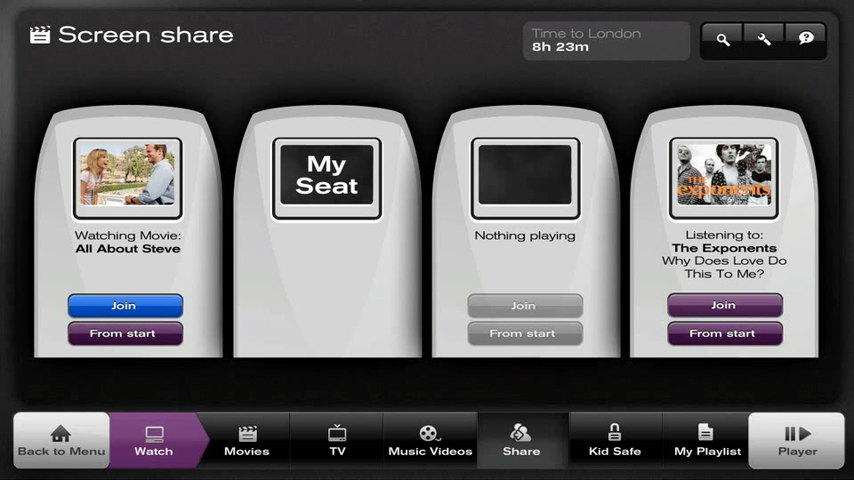 Screen share
Time to London
8h 23m
My
Seat
THE
exponents
Watching Movie:
All About Steve
Nothing playing
Listening to:
The Exponents
Why Does Love Do
This To Me?
Join
From start
Join
From start
Join
From start
Back to Menu
Watch
Movies
TV
Music Videos
Share
Kid Safe
My Playlist
Player